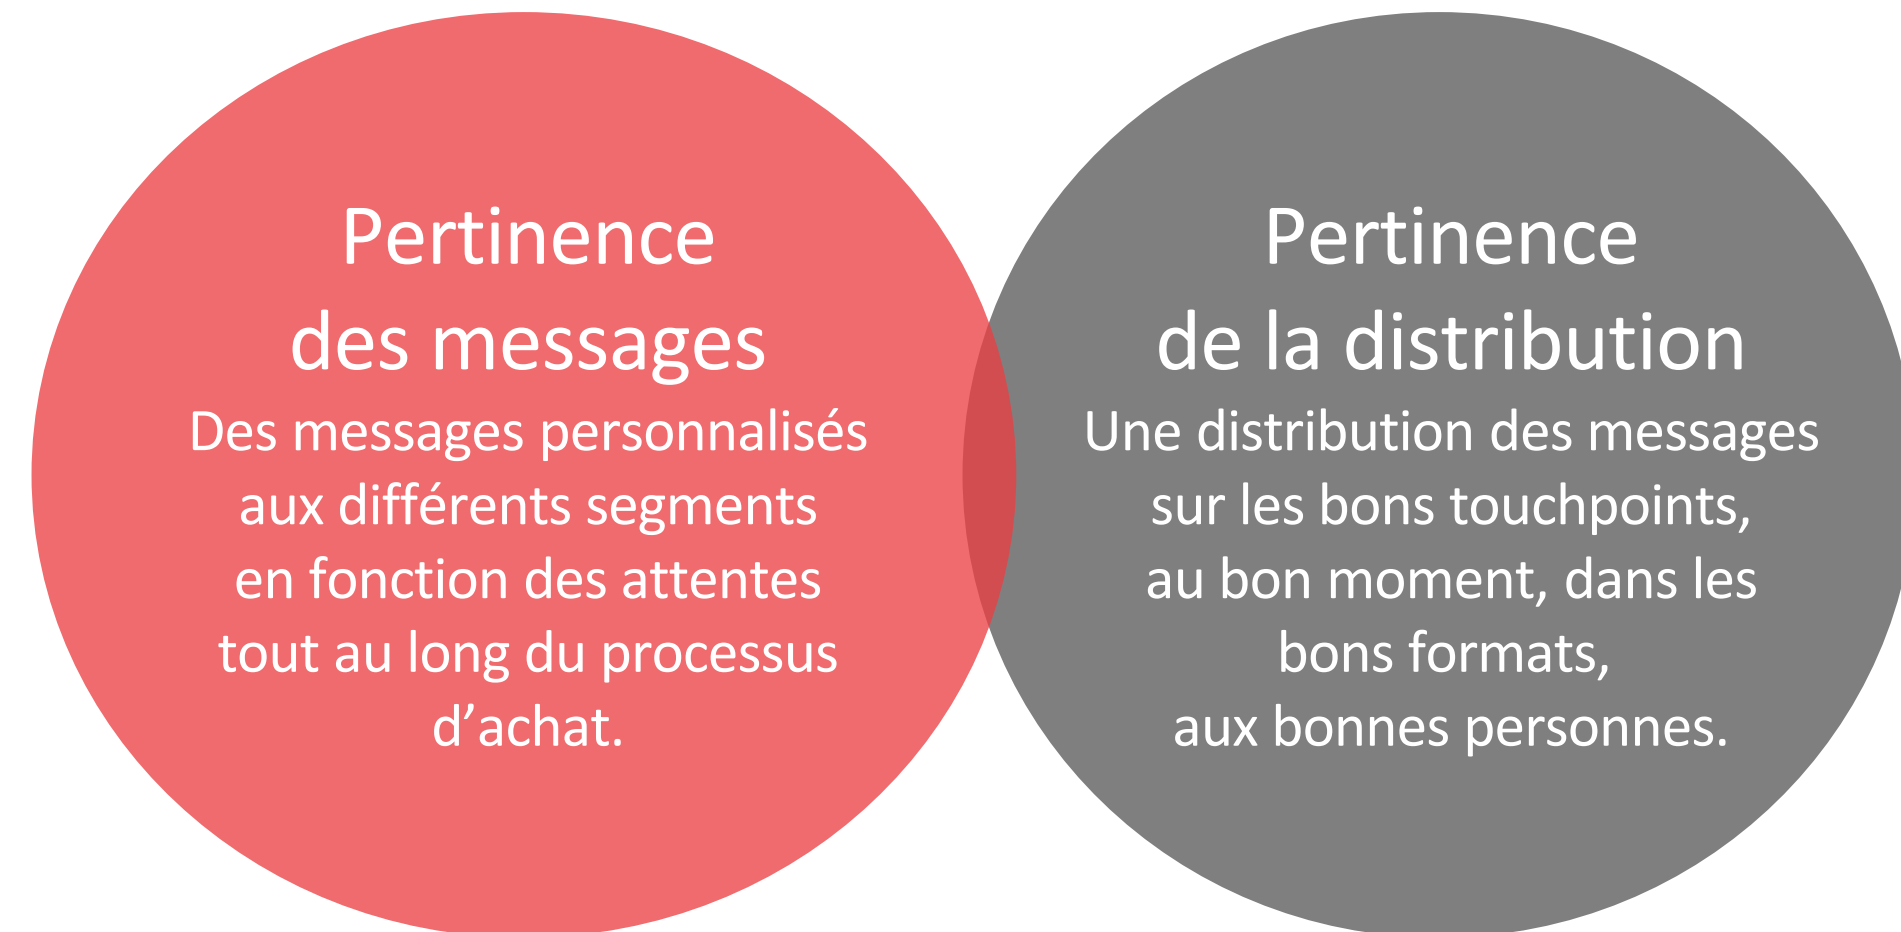 Pertinence
des messages
Des messages personnalisés
aux différents segments
en fonction des attentes
tout au long du processus
d’achat.
Pertinence
de la distribution
Une distribution des messages
sur les bons touchpoints,
au bon moment, dans les
bons formats,
aux bonnes personnes.